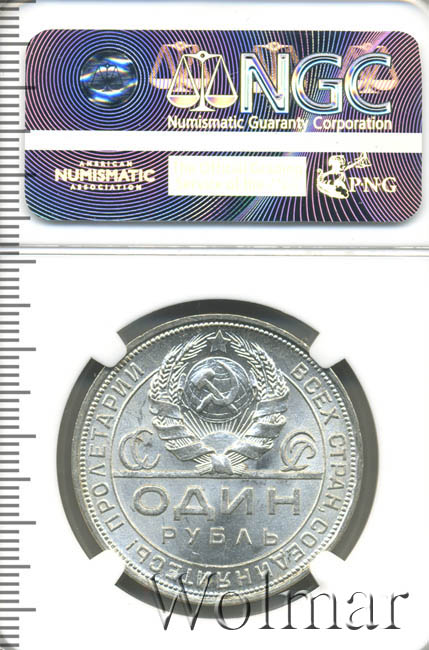 NGC
Numismatic Guaranty Corporation
AMERICAN
NUMISMATIC
ASSOCIATION
PNG
ПРОЛЕТАРИИ ВСЕХ СТРАН СОЕДИНЯЙТЕСЬ!
СС СР
ОДИН
РУБЛЬ
Wolmar